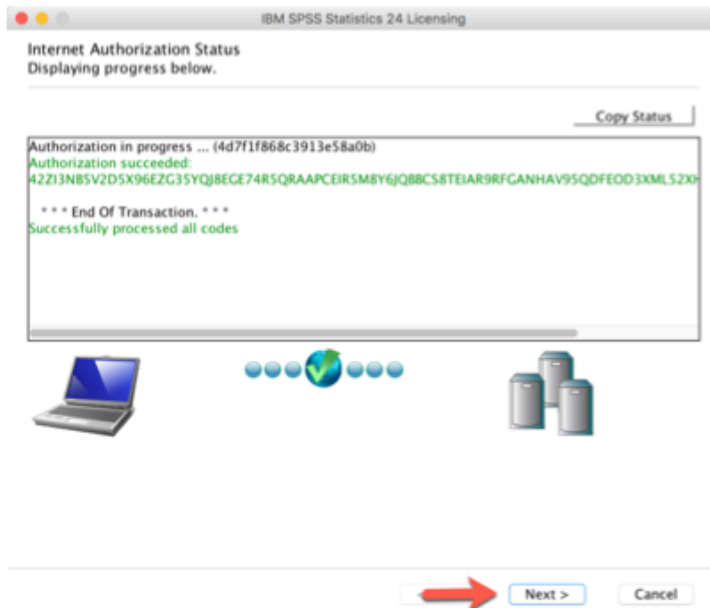 IBM SPSS Statistics 24 Licensing
Internet Authorization Status
Displaying progress below.
Copy Status
Authorization in progress ... (4d7f1f868c3913e58a0b)
Authorization succeeded:
42ZI3NB5V2D5X96EZG35YQJ8EGE74R5QRAAPCEIR5M8Y6JQBBCS8TEIAR9RFGANHAV95QDFEOD3XML52XH
* * * End Of Transaction. * * *
Successfully processed all codes
Next >
Cancel